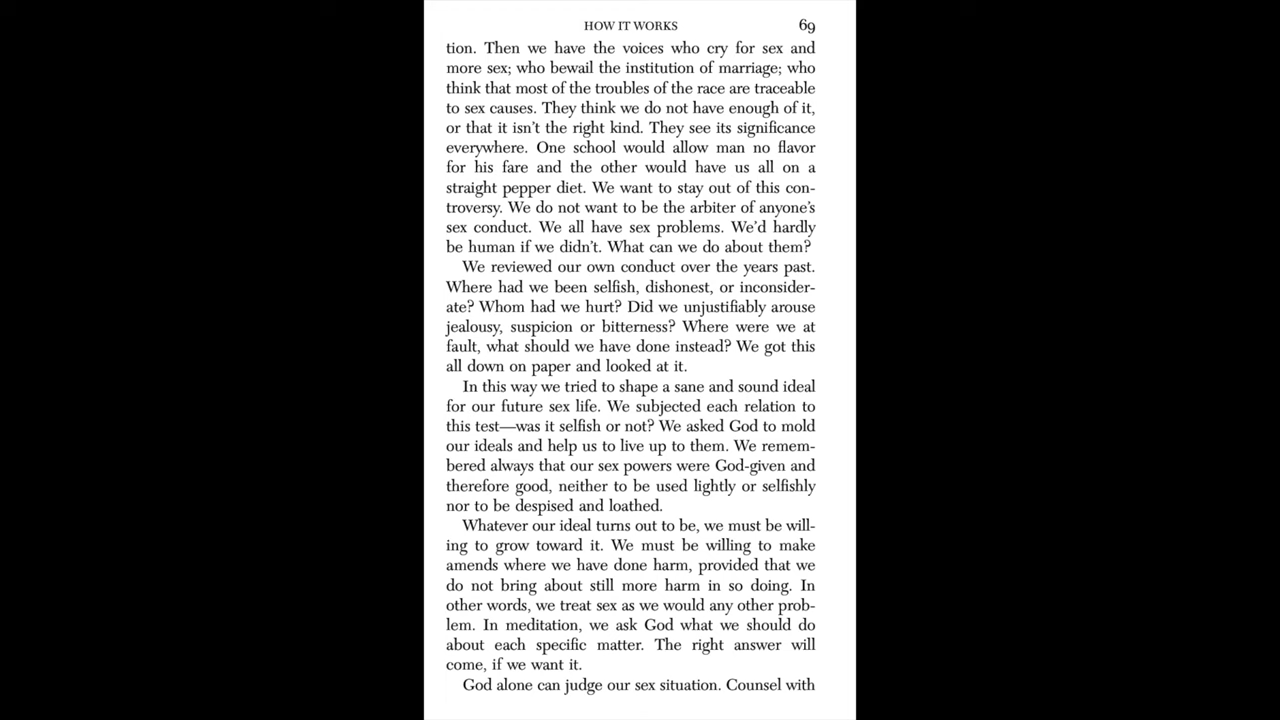 HOW IT WORKS 69
tion. Then we have the voices who cry for sex and
more sex; who bewail the institution of marriage; who
think that most of the troubles of the race are traceable
to sex causes. They think we do not have enough of it,
or that it isn’t the right kind. They see its significance
everywhere. One school would allow man no flavor
for his fare and the other would have us all on a
straight pepper diet. We want to stay out of this con-
troversy. We do not want to be the arbiter of anyone’s
sex conduct. We all have sex problems. We’d hardly
be human if we didn’t. What can we do about them?
We reviewed our own conduct over the years past.
Where had we been selfish, dishonest, or inconsider-
ate? Whom had we hurt? Did we unjustifiably arouse
jealousy, suspicion or bitterness? Where were we at
fault, what should we have done instead? We got this
all down on paper and looked at it.
In this way we tried to shape a sane and sound ideal
for our future sex life. We subjected each relation to
this test—was it selfish or not? We asked God to mold
our ideals and help us to live up to them. We remem-
bered always that our sex powers were God-given and
therefore good, neither to be used lightly or selfishly
nor to be despised and loathed.
Whatever our ideal turns out to be, we must be will-
ing to grow toward it. We must be willing to make
amends where we have done harm, provided that we
do not bring about still more harm in so doing. In
other words, we treat sex as we would any other prob-
lem. In meditation, we ask God what we should do
about each specific matter. The right answer will
come, if we want it.
God alone can judge our sex situation. Counsel with